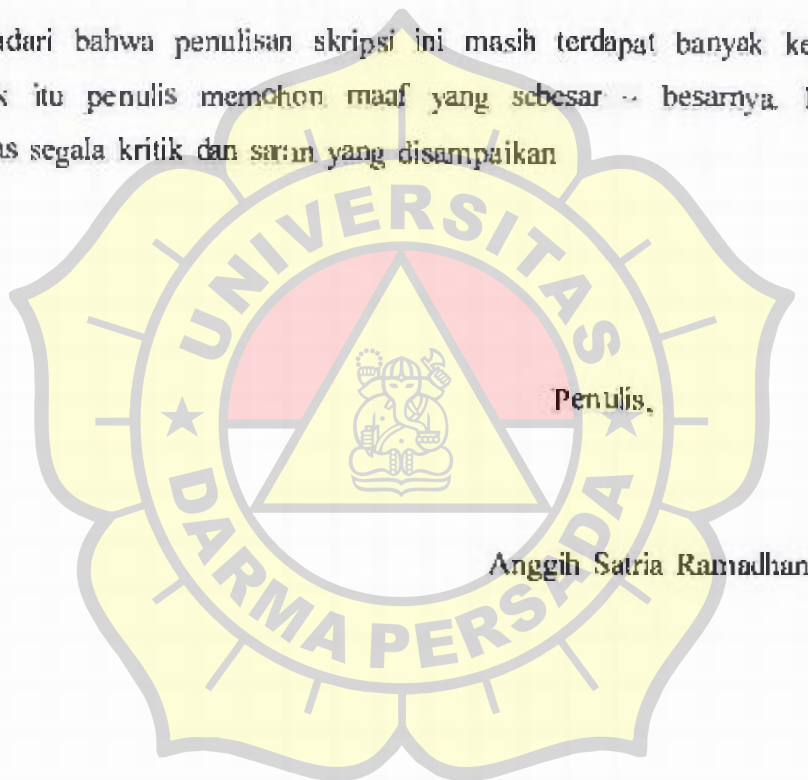 adari bahwa penulisan skripsi ini masih terdapat banyak ke
k itu penulis memohon maaf yang sebesar - besarnya.
as segala kritik dan saran yang disampaikan
UNIVERSITAS
Penulis,
Anggih Satria Ramadhan
DARMA PERSADA